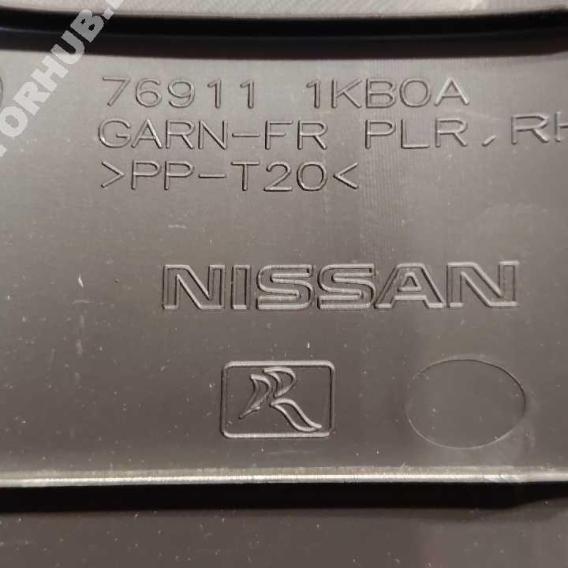 76911 1KB0A
GARN-FR PLR, RH
>PP-T20<
NISSAN